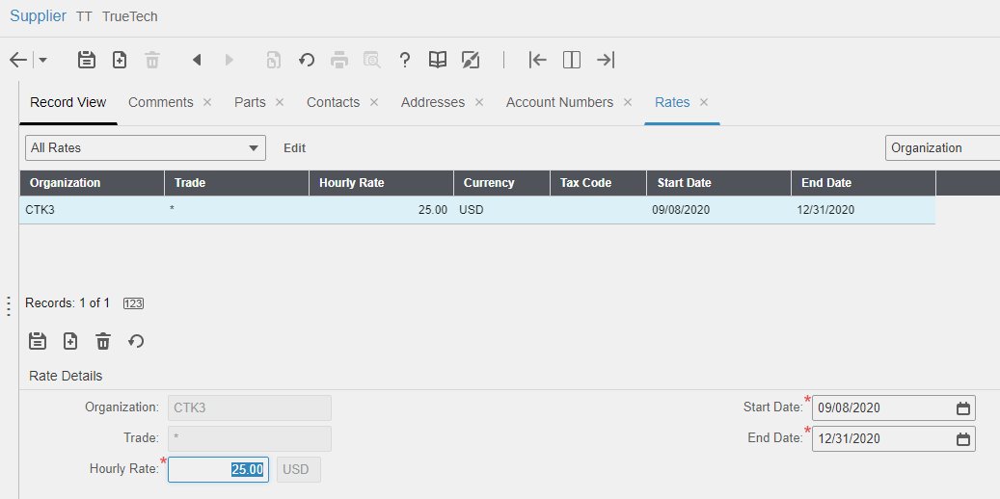 Supplier TT TrueTech
Record View Comments Parts Contacts Addresses Account Numbers Rates
All Rates Edit Organization
Organization Trade Hourly Rate Currency Tax Code Start Date End Date
CTK3 * 25.00 USD 09/08/2020 12/31/2020
Records: 1 of 1 123
Rate Details
Organization: CTK3 Start Date: * 09/08/2020
Trade: * End Date: * 12/31/2020
Hourly Rate: * 25.00 USD